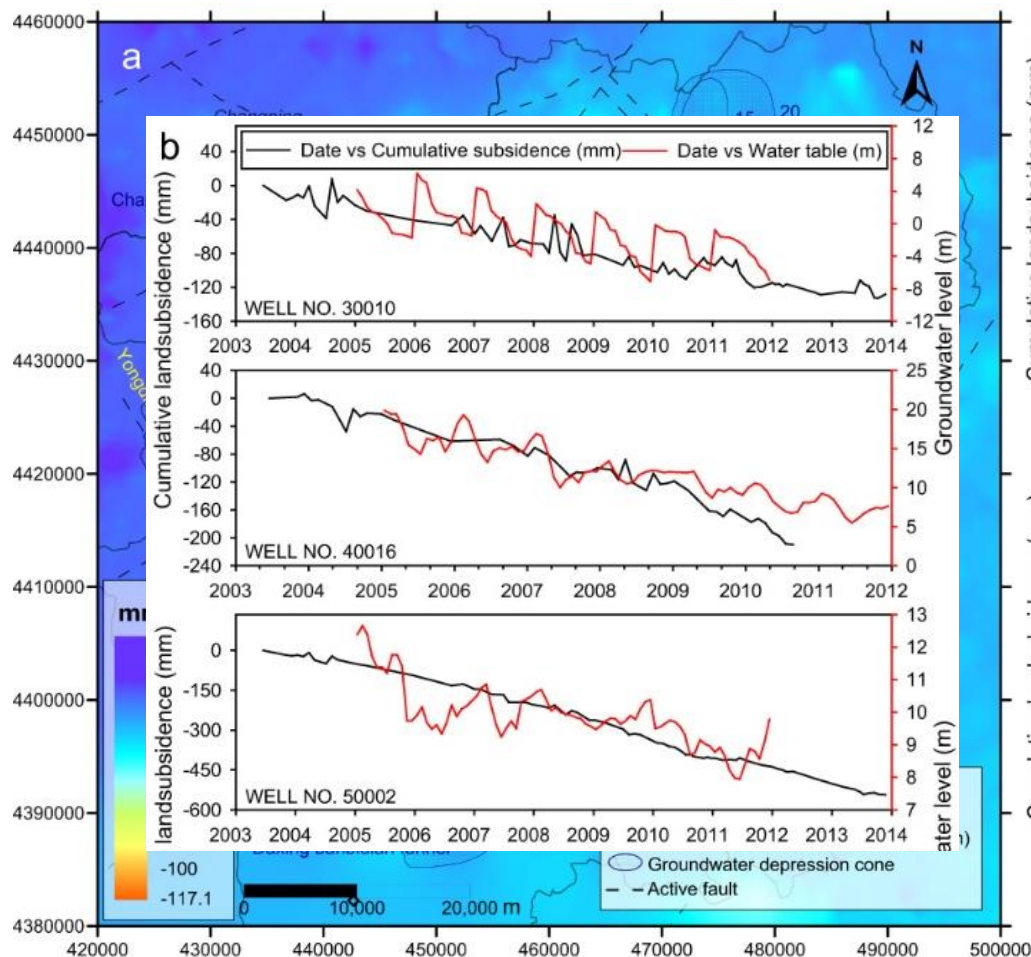 4460000
4450000
4440000
4430000
4420000
4410000
4400000
4390000
4380000
a
N
20
b
Date vs Cumulative subsidence (mm)
Date vs Water table (m)
Cumulative landsubsidence (mm)
Groundwater level (m)
40
0
-40
-80
-120
-160
12
8
4
0
-4
-8
-12
WELL NO. 30010
2003 2004 2005 2006 2007 2008 2009 2010 2011 2012 2013 2014
40
0
-40
-80
-120
-160
-200
-240
25
20
15
10
5
0
WELL NO. 40016
2003 2004 2005 2006 2007 2008 2009 2010 2011 2012
landsubsidence (mm)
0
-150
-300
-450
-600
13
12
11
10
9
8
7
WELL NO. 50002
2003 2004 2005 2006 2007 2008 2009 2010 2011 2012 2013 2014
-100
-117.1
Groundwater depression cone
Active fault
0 10,000 20,000 m
420000 430000 440000 450000 460000 470000 480000 490000 500000